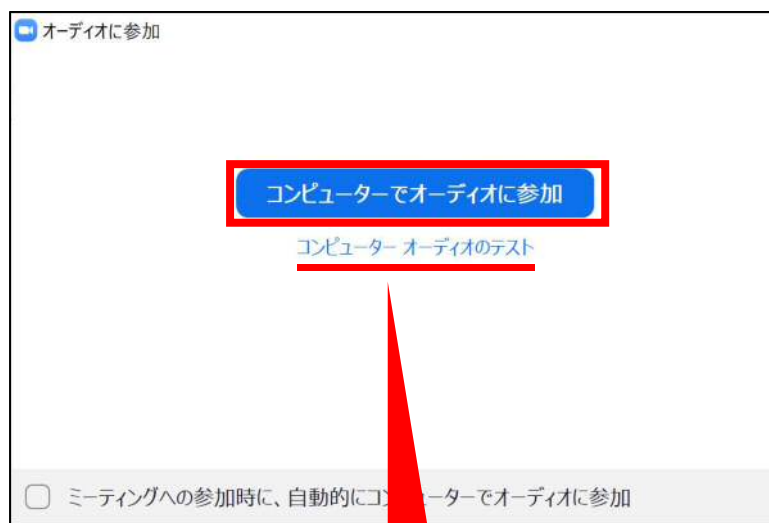 オーディオに参加
コンピューターでオーディオに参加
コンピューター オーディオのテスト
ミーティングへの参加時に、自動的にコンピューターでオーディオに参加